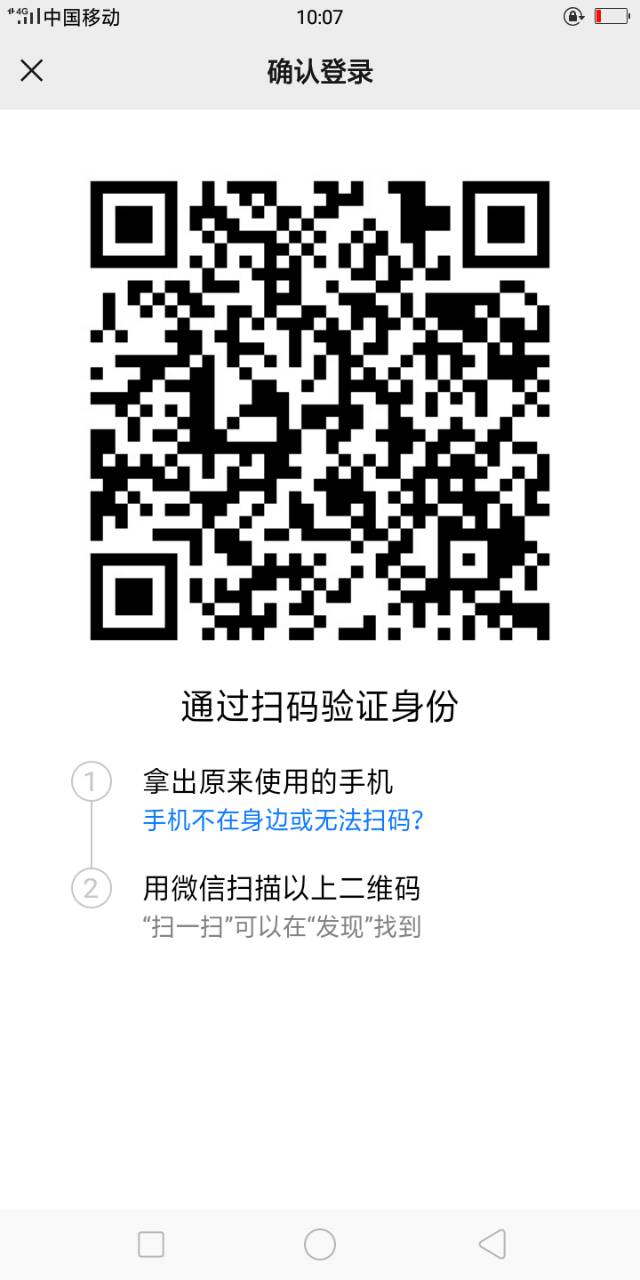 4G 中国移动 10:07
确认登录
通过扫码验证身份
1 拿出原来使用的手机
手机不在身边或无法扫码?
2 用微信扫描以上二维码
“扫一扫”可以在“发现”找到